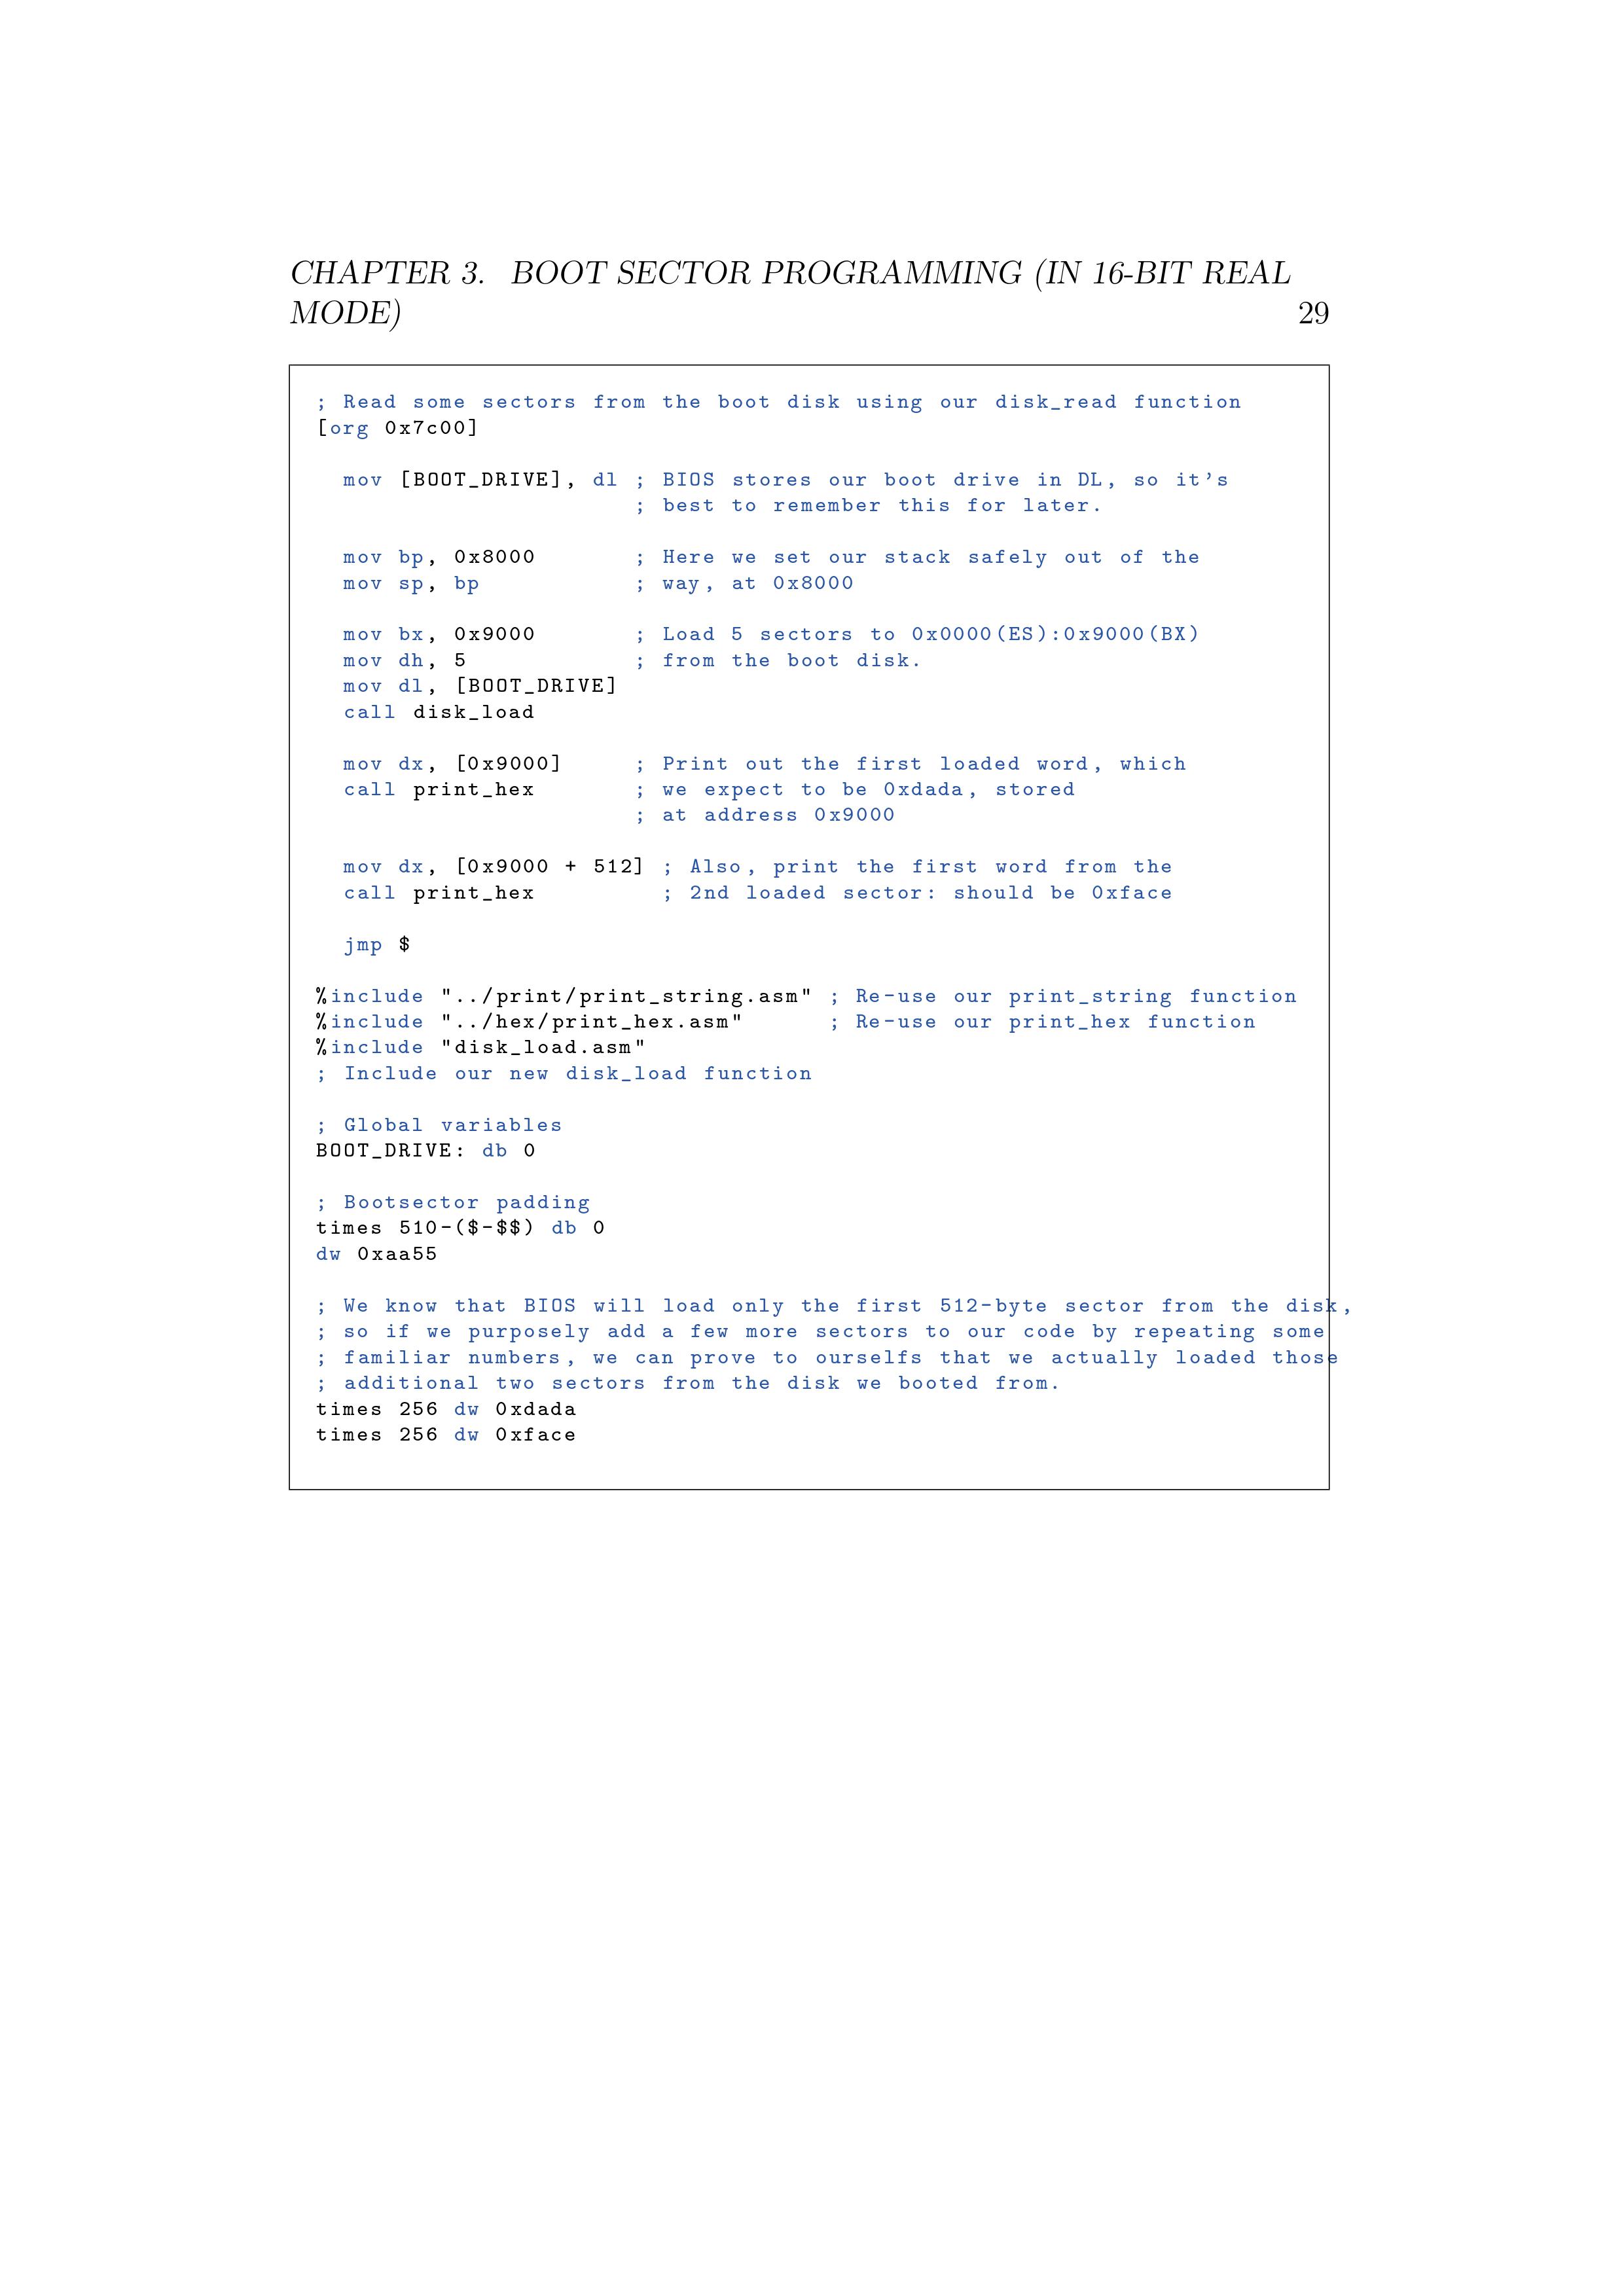 CHAPTER 3. BOOT SECTOR PROGRAMMING (IN 16-BIT REAL
MODE) 29
; Read some sectors from the boot disk using our disk_read function
[org 0x7c00]
mov [BOOT_DRIVE], dl ; BIOS stores our boot drive in DL, so it's
; best to remember this for later.
mov bp, 0x8000 ; Here we set our stack safely out of the
mov sp, bp ; way, at 0x8000
mov bx, 0x9000 ; Load 5 sectors to 0x0000(ES):0x9000(BX)
mov dh, 5 ; from the boot disk.
mov dl, [BOOT_DRIVE]
call disk_load
mov dx, [0x9000] ; Print out the first loaded word, which
call print_hex ; we expect to be 0xdada, stored
; at address 0x9000
mov dx, [0x9000 + 512] ; Also, print the first word from the
call print_hex ; 2nd loaded sector: should be 0xface
jmp $
%include "../print/print_string.asm" ; Re-use our print_string function
%include "../hex/print_hex.asm" ; Re-use our print_hex function
%include "disk_load.asm"
; Include our new disk_load function
; Global variables
BOOT_DRIVE: db 0
; Bootsector padding
times 510-($-$$) db 0
dw 0xaa55
; We know that BIOS will load only the first 512-byte sector from the disk,
; so if we purposely add a few more sectors to our code by repeating some
; familiar numbers, we can prove to ourselfs that we actually loaded those
; additional two sectors from the disk we booted from.
times 256 dw 0xdada
times 256 dw 0xface